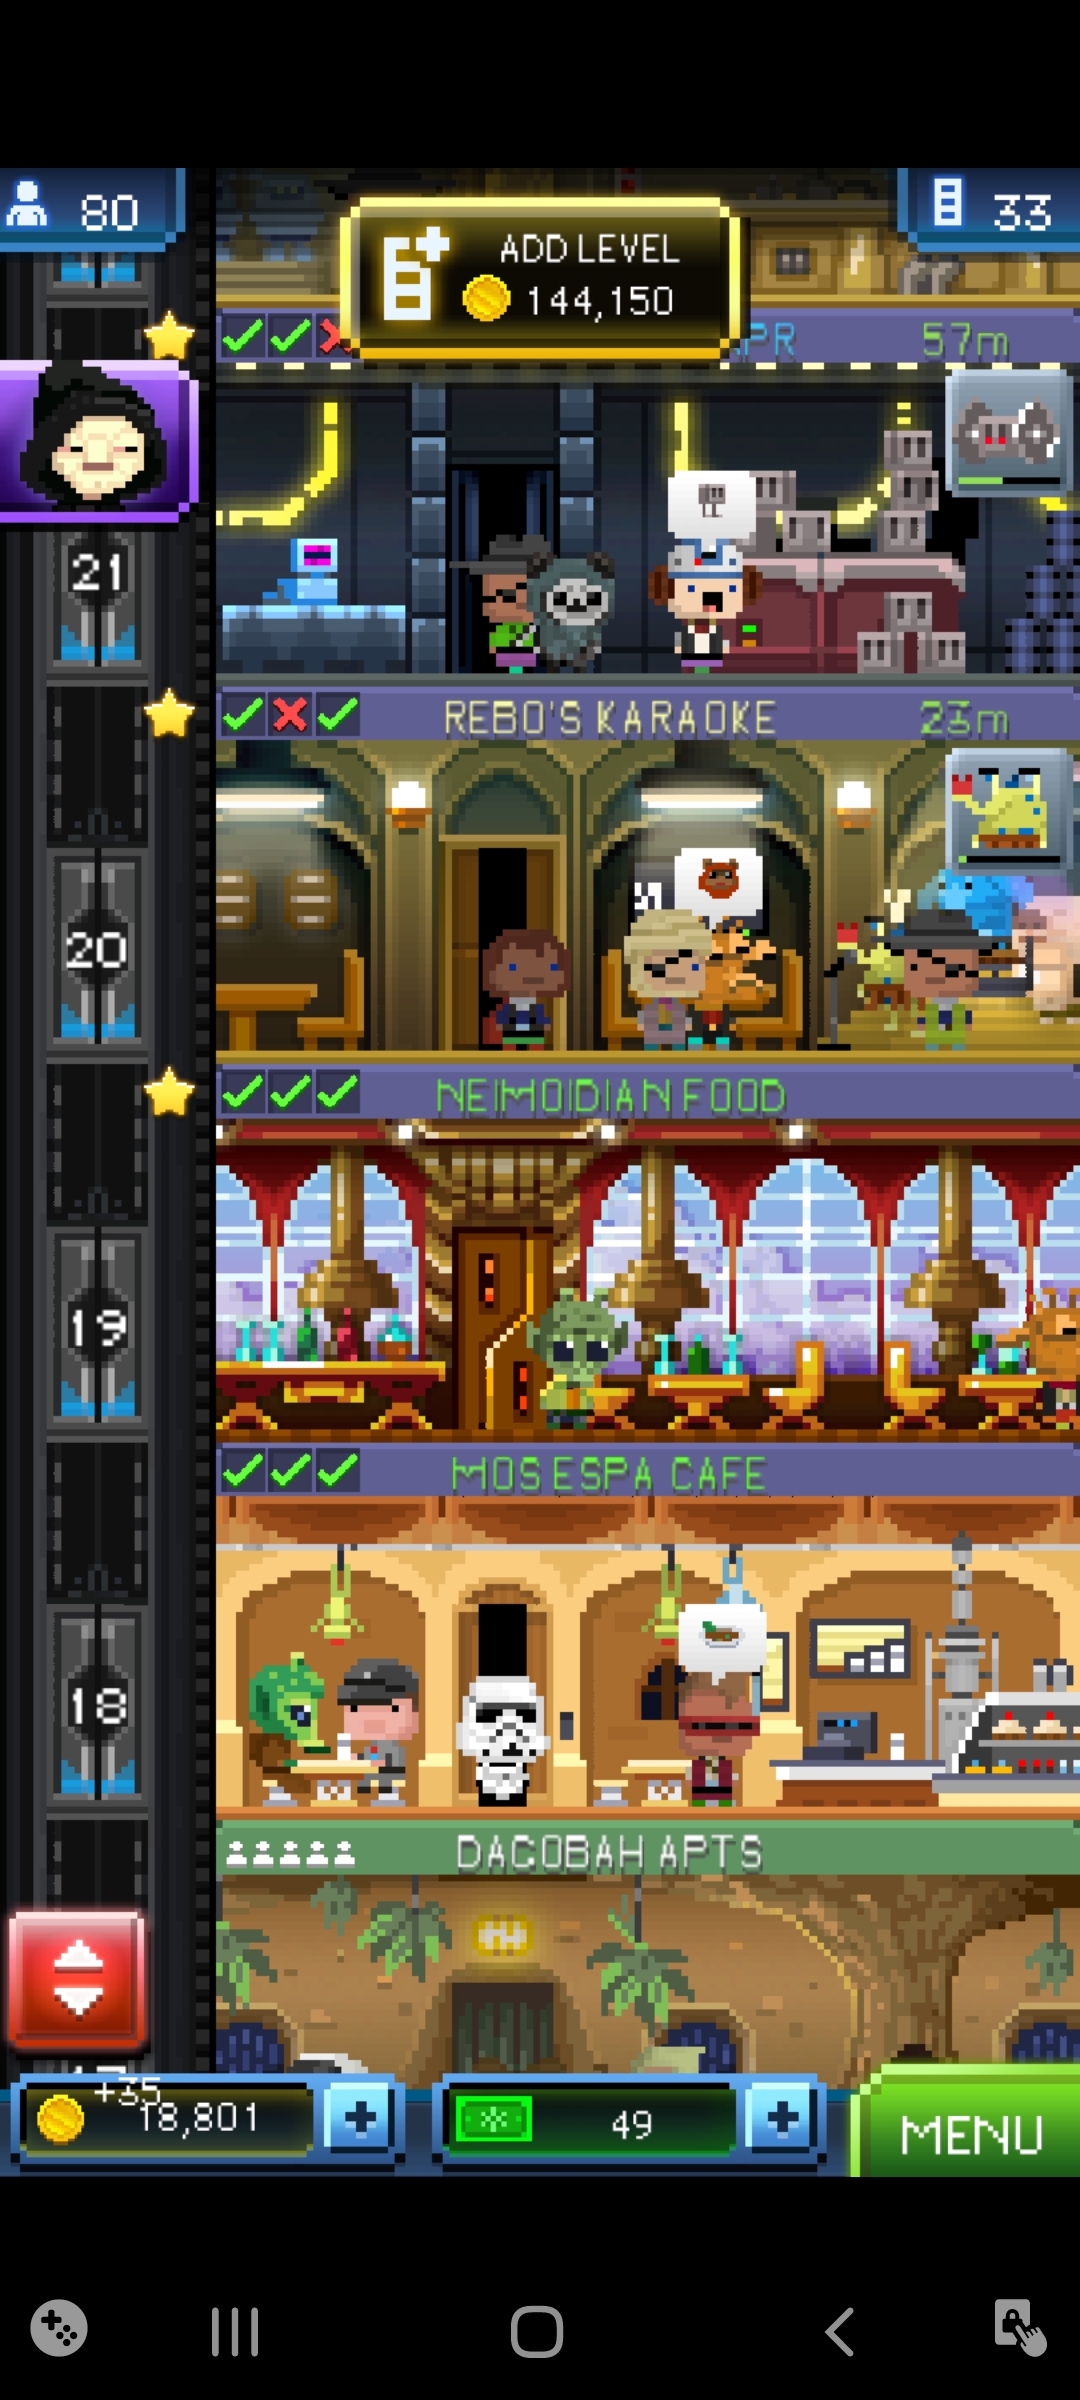 80
33
ADD LEVEL
144,150
57m
21
REBO'S KARAOKE
23m
20
NEIMOIDIAN FOOD
19
MOS ESPA CAFE
18
DAGOBAH APTS
+35
18,801
49
MENU